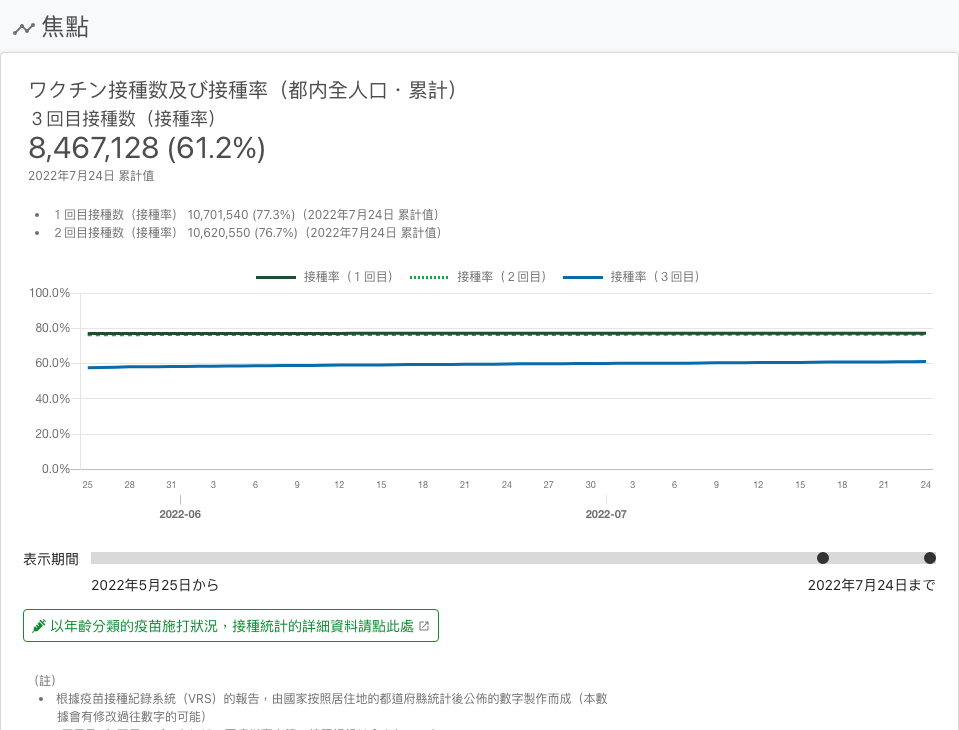 焦點
ワクチン接種数及び接種率（都内全人口・累計）
３回目接種数（接種率）
8,467,128 (61.2%)
2022年7月24日 累計值
• １回目接種数（接種率） 10,701,540 (77.3%)（2022年7月24日 累計值）
• ２回目接種数（接種率） 10,620,550 (76.7%)（2022年7月24日 累計值）
接種率（１回目） 接種率（２回目） 接種率（３回目）
100.0%
80.0%
60.0%
40.0%
20.0%
0.0%
25 28 31 3 6 9 12 15 18 21 24 27 30 3 6 9 12 15 18 21 24
2022-06 2022-07
表示期間
2022年5月25日から 2022年7月24日まで
以年齡分類的疫苗施打狀況，接種統計的詳細資料請點此處
（註）
• 根據疫苗接種紀錄系統（VRS）的報告，由國家按照居住地的都道府縣統計後公佈的數字製作而成（本數
據會有修改過往數字的可能）